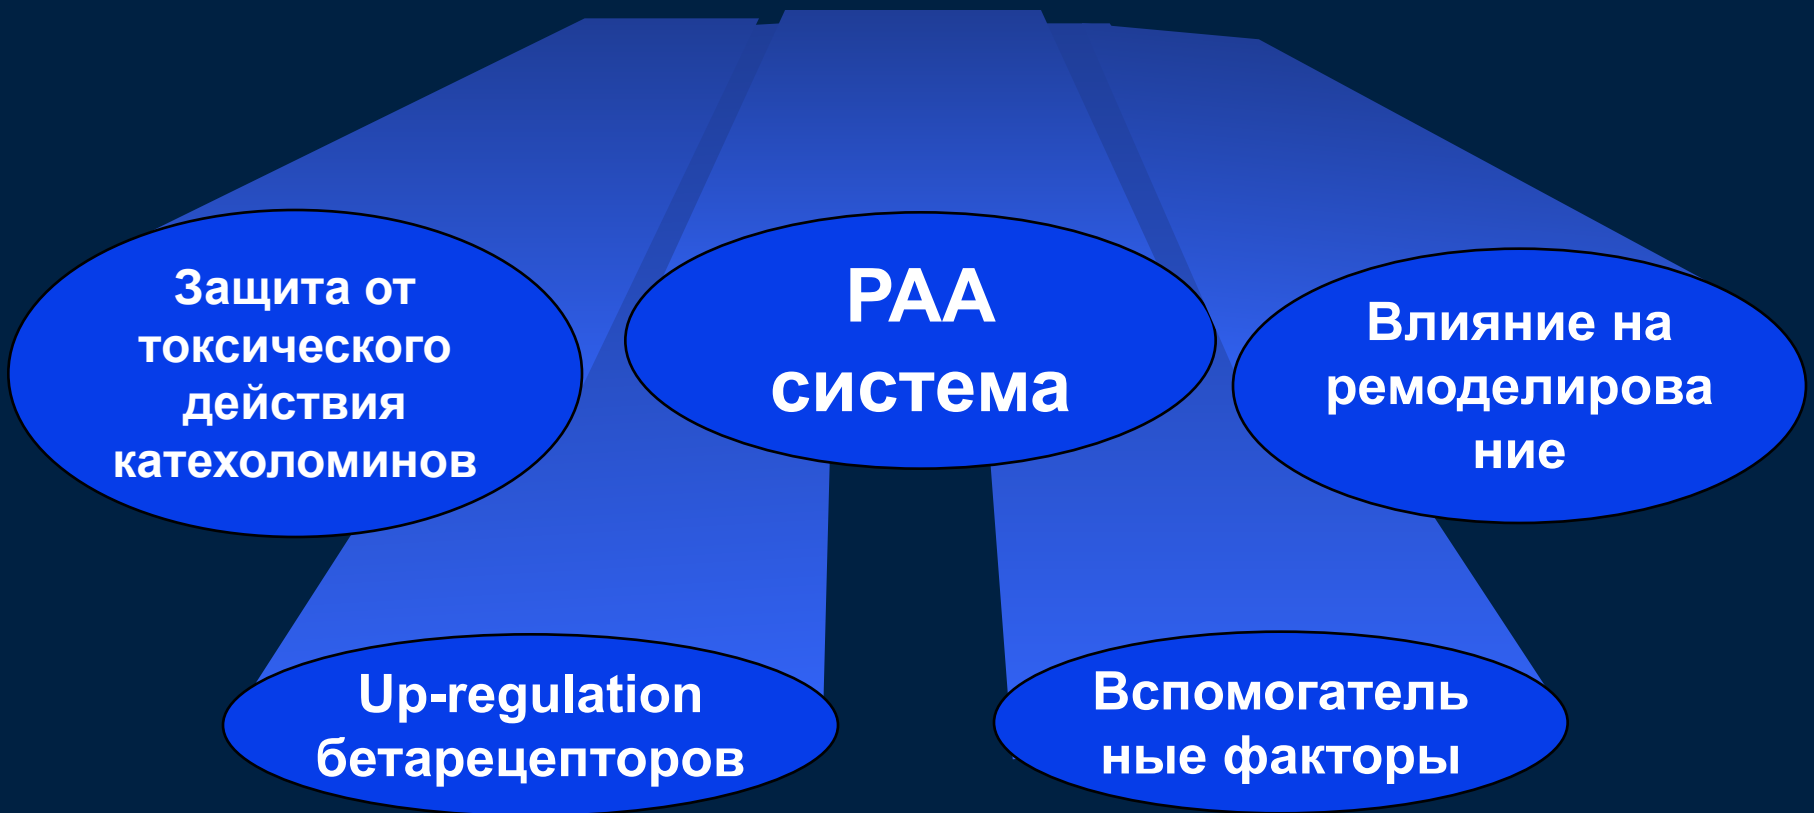 Защита от
токсического
действия
катехоломинов
РАА
система
Влияние на
ремоделирова
ние
Up-regulation
бетарецепторов
Вспомогатель
ные факторы